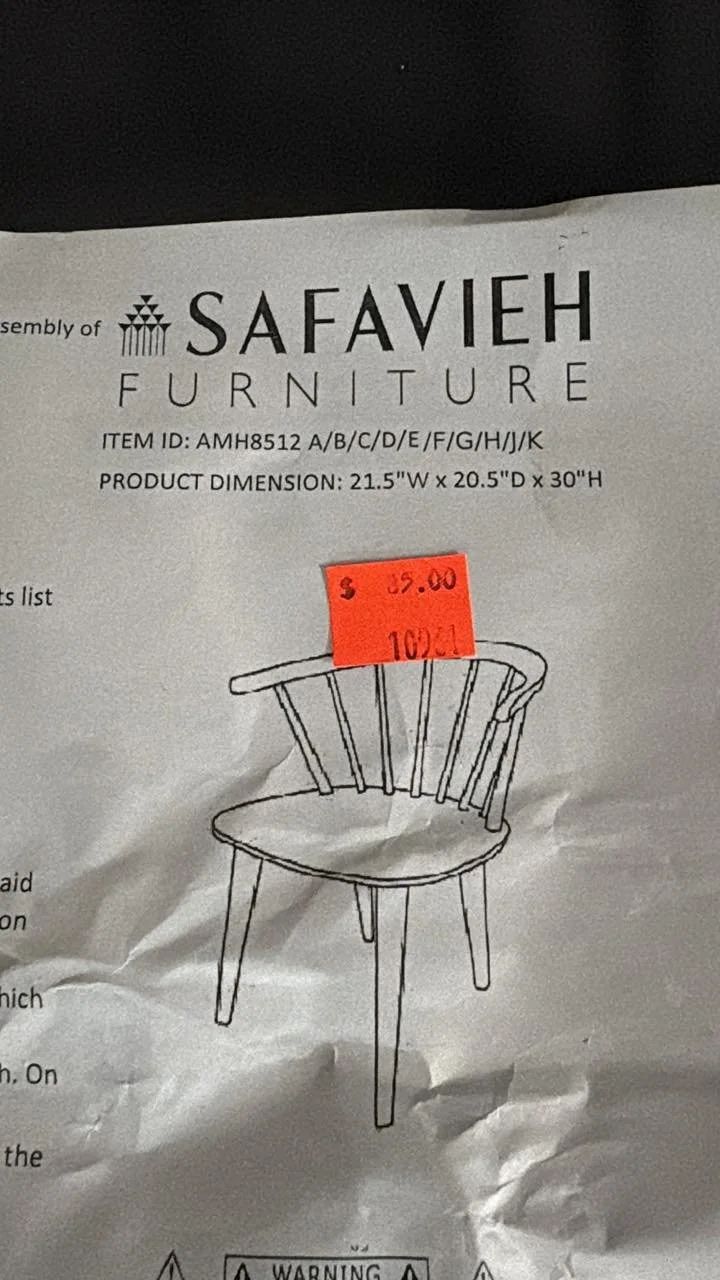 sembly of
SAFAVIEH
FURNITURE
ITEM ID: AMH8512 A/B/C/D/E/F/G/H/J/K
PRODUCT DIMENSION: 21.5"W x 20.5"D x 30"H
ts list
$
aid
on
hich
h. On
the
WARNING